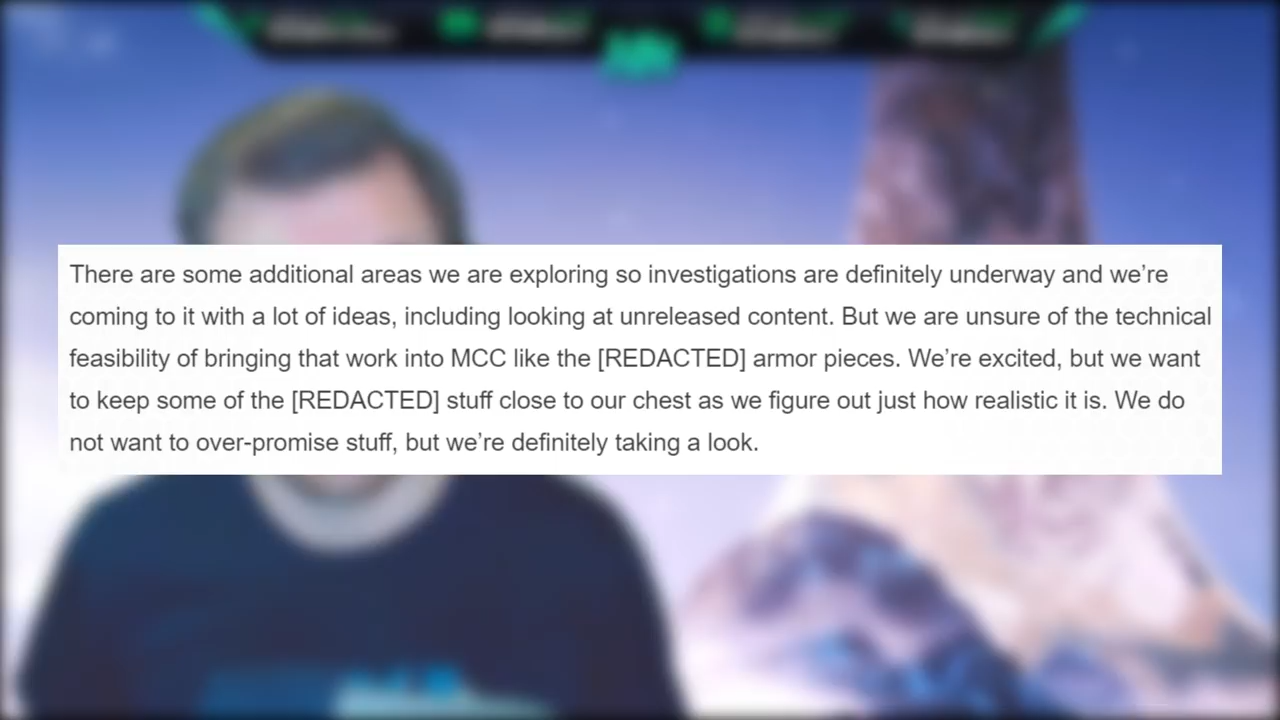 There are some additional areas we are exploring so investigations are definitely underway and we’re
coming to it with a lot of ideas, including looking at unreleased content. But we are unsure of the technical
feasibility of bringing that work into MCC like the [REDACTED] armor pieces. We’re excited, but we want
to keep some of the [REDACTED] stuff close to our chest as we figure out just how realistic it is. We do
not want to over-promise stuff, but we’re definitely taking a look.